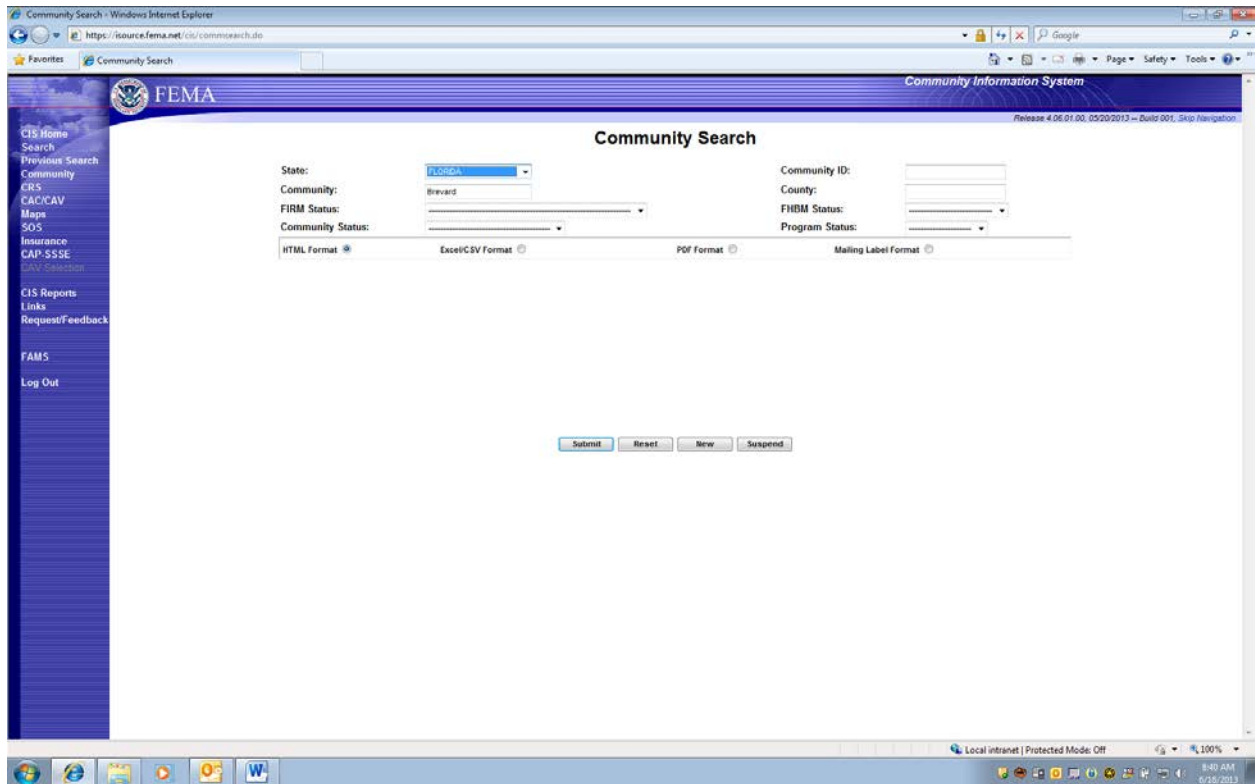 Community Search - Windows Internet Explorer
https://isource.fema.net/cis/commsearch.do
Google
Favorites Community Search Page Safety Tools
FEMA
Community Information System
Release 4.06.01.00, 05/20/2013 -- Build 001, Skip Navigation
Community Search
CIS Home
Search
Previous Search
Community
CRS
CAC/CAV
Maps
SOS
Insurance
CAP-SSSE
CAV Selection
CIS Reports
Links
Request/Feedback
FAMS
Log Out
State: FLORIDA Community ID:
Community: Brevard County:
FIRM Status: FHBM Status:
Community Status: Program Status:
HTML Format Excel/CSV Format PDF Format Mailing Label Format
Submit Reset New Suspend
Local intranet | Protected Mode: Off 100%
8:40 AM
6/18/2013